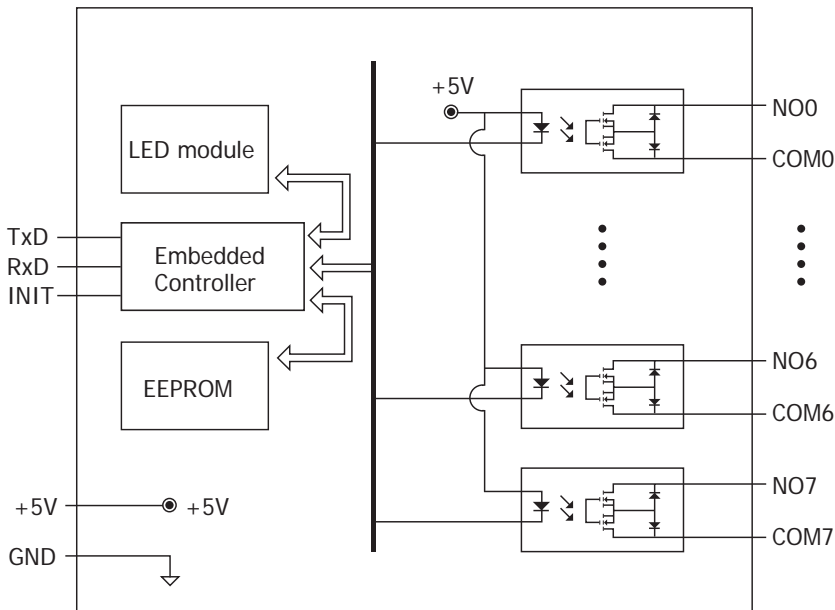 +5V
NO0
LED module
COM0
TxD
RxD
INIT
Embedded
Controller
NO6
EEPROM
COM6
NO7
+5V
+5V
COM7
GND